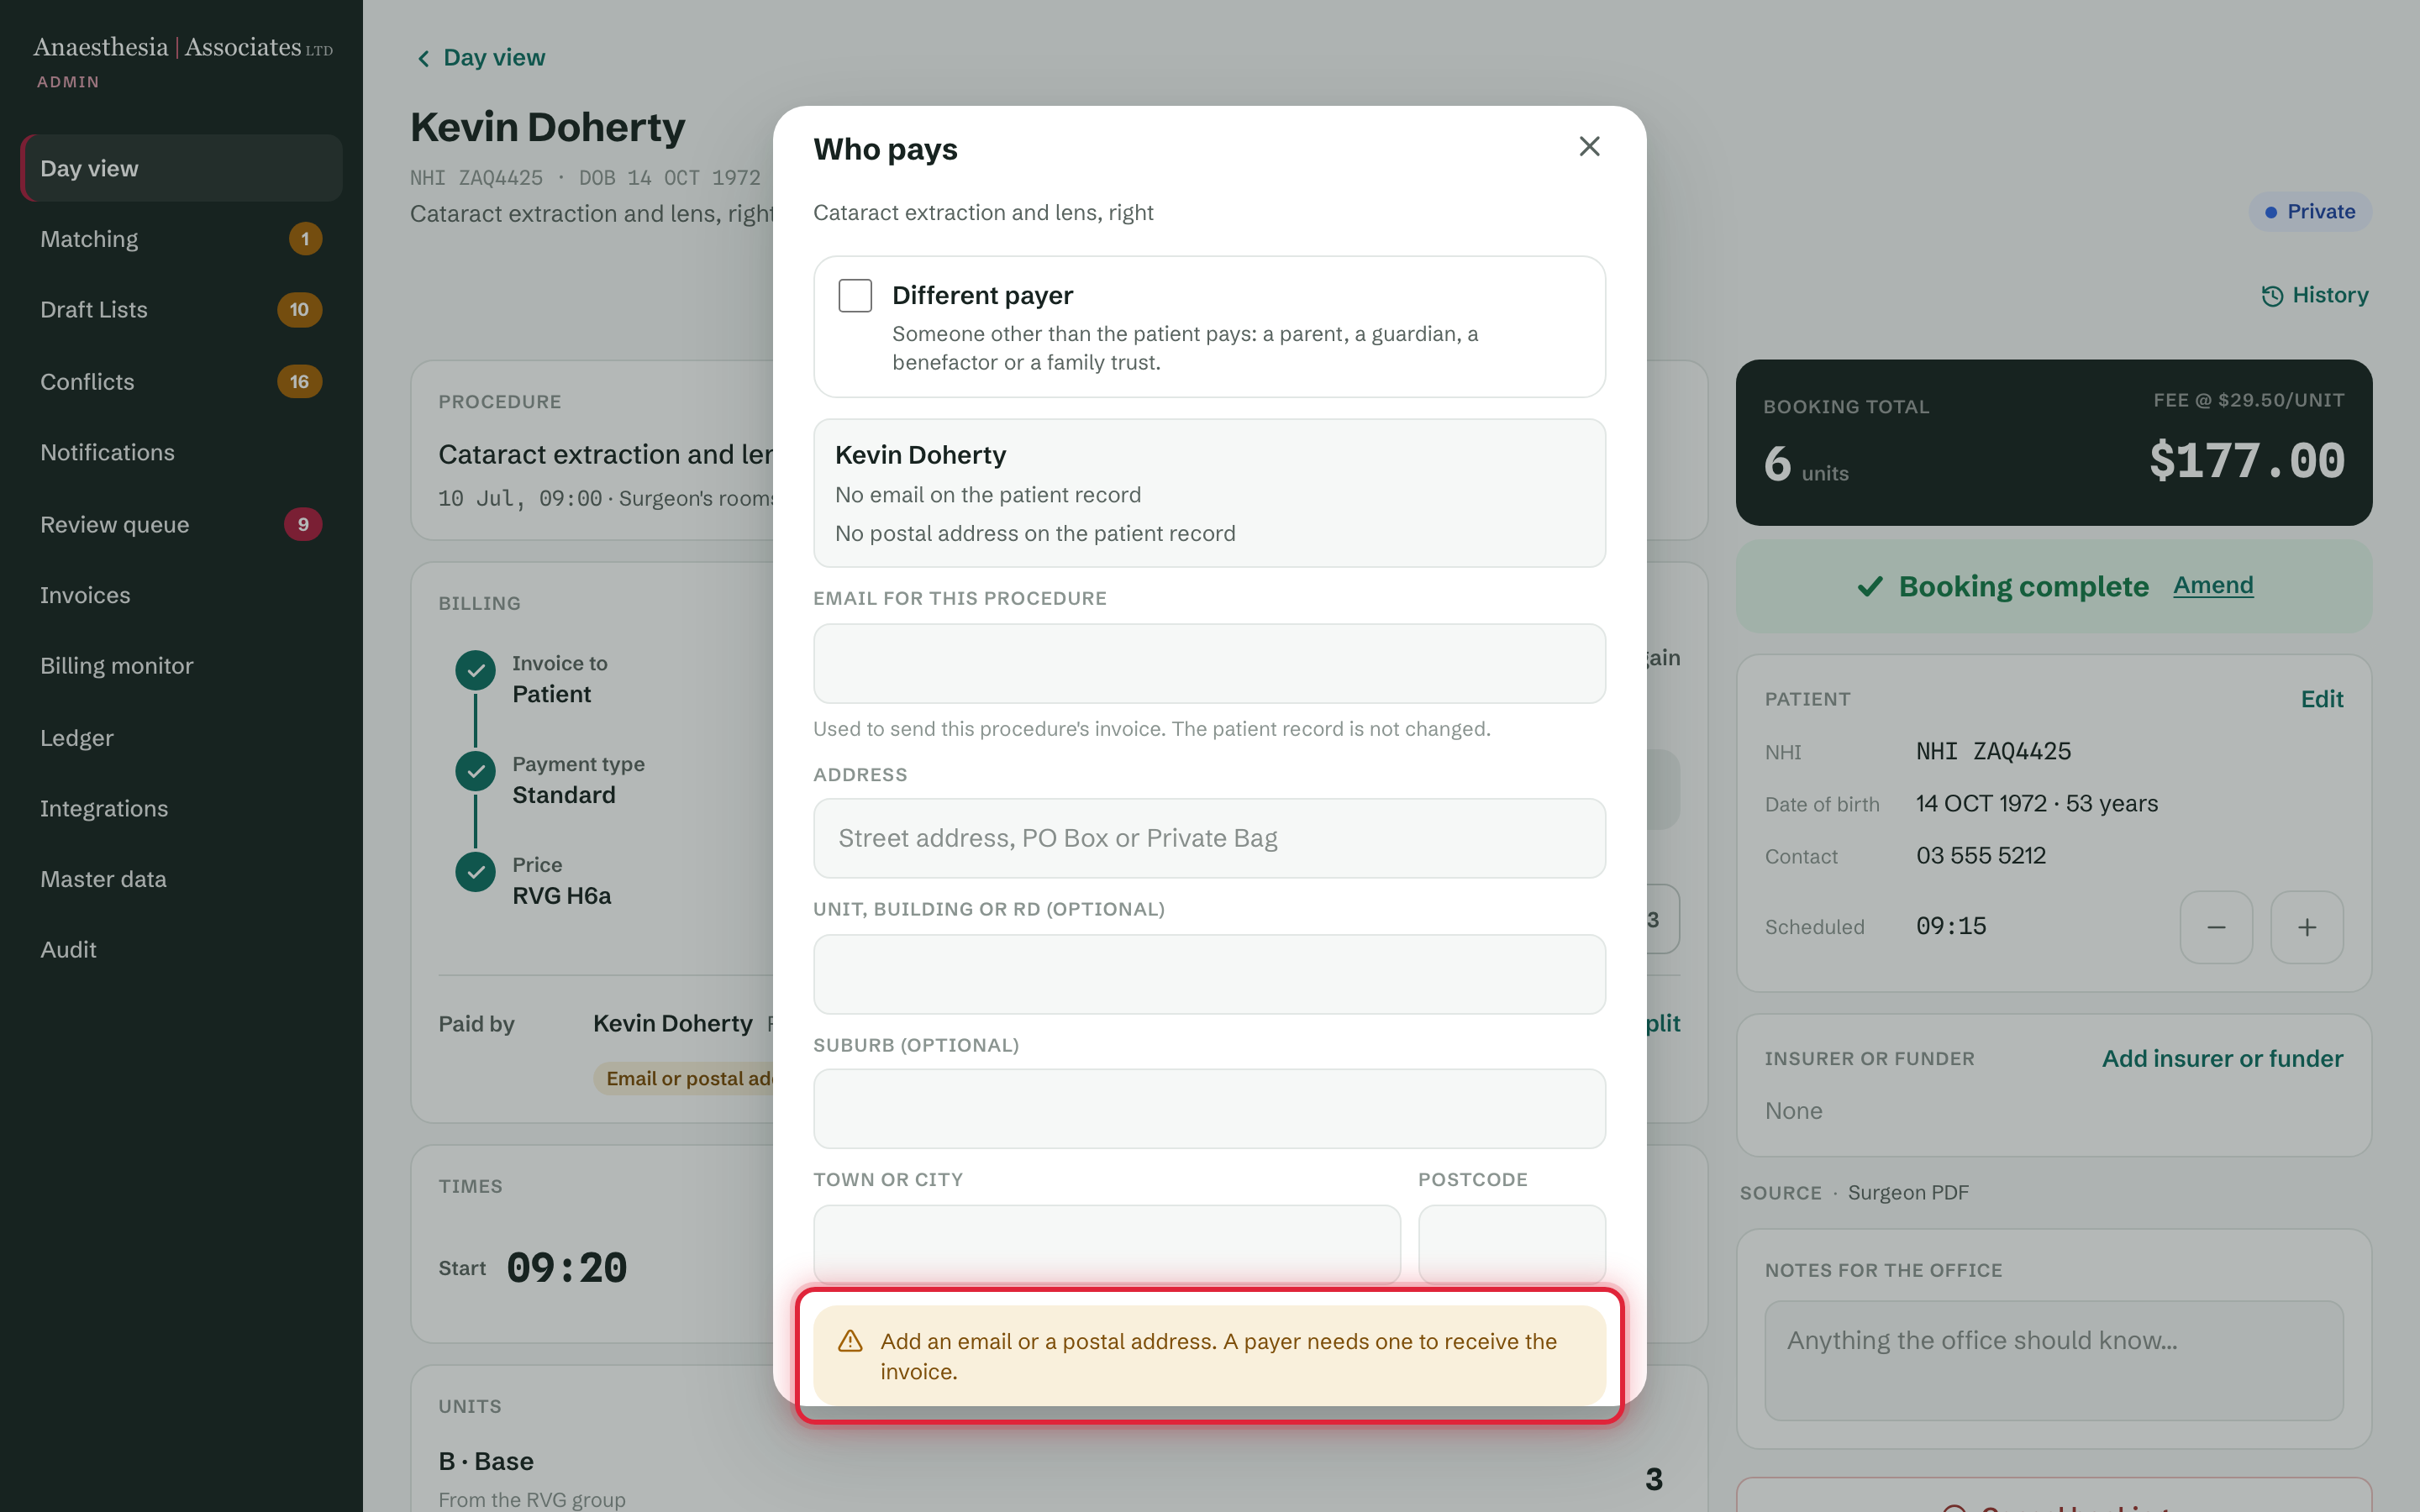 Anaesthesia | Associates LTD
ADMIN
Day view
Matching 1
Draft Lists 10
Conflicts 16
Notifications
Review queue 9
Invoices
Billing monitor
Ledger
Integrations
Master data
Audit
Day view
Kevin Doherty
NHI ZAQ4425 · DOB 14 OCT 1972
Cataract extraction and lens, right
Private
History
PROCEDURE
Cataract extraction and
10 Jul, 09:00 · Surgeon's rooms
BILLING
Invoice to
Patient
Payment type
Standard
Price
RVG H6a
3
Paid by Kevin Doherty
Email or postal
TIMES
Start 09:20
UNITS
B · Base
From the RVG group
3
Who pays
Cataract extraction and lens, right
Different payer
Someone other than the patient pays: a parent, a guardian, a
benefactor or a family trust.
Kevin Doherty
No email on the patient record
No postal address on the patient record
EMAIL FOR THIS PROCEDURE
Used to send this procedure's invoice. The patient record is not changed.
ADDRESS
Street address, PO Box or Private Bag
UNIT, BUILDING OR RD (OPTIONAL)
SUBURB (OPTIONAL)
TOWN OR CITY POSTCODE
Add an email or a postal address. A payer needs one to receive the
invoice.
BOOKING TOTAL FEE @ $29.50/UNIT
6 units $177.00
Booking complete Amend
PATIENT Edit
NHI NHI ZAQ4425
Date of birth 14 OCT 1972 · 53 years
Contact 03 555 5212
Scheduled 09:15 − +
INSURER OR FUNDER Add insurer or funder
None
SOURCE · Surgeon PDF
NOTES FOR THE OFFICE
Anything the office should know...